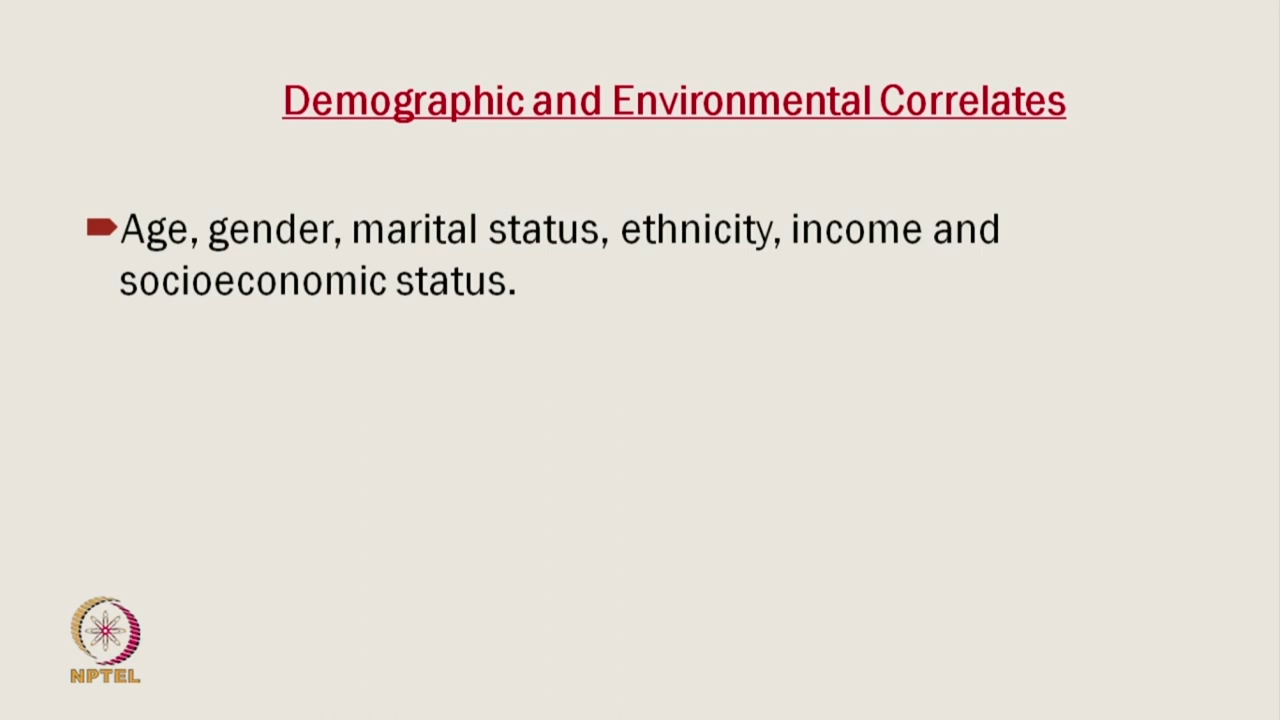 Demographic and Environmental Correlates
Age, gender, marital status, ethnicity, income and
socioeconomic status.
NPTEL